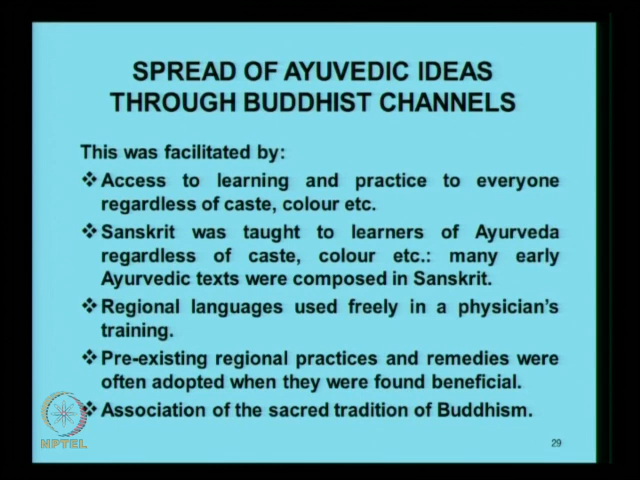 SPREAD OF AYUVEDIC IDEAS
THROUGH BUDDHIST CHANNELS
This was facilitated by:
❖Access to learning and practice to everyone
regardless of caste, colour etc.
❖Sanskrit was taught to learners of Ayurveda
regardless of caste, colour etc.: many early
Ayurvedic texts were composed in Sanskrit.
❖Regional languages used freely in a physician's
training.
❖Pre-existing regional practices and remedies were
often adopted when they were found beneficial.
❖Association of the sacred tradition of Buddhism.
NPTEL
29